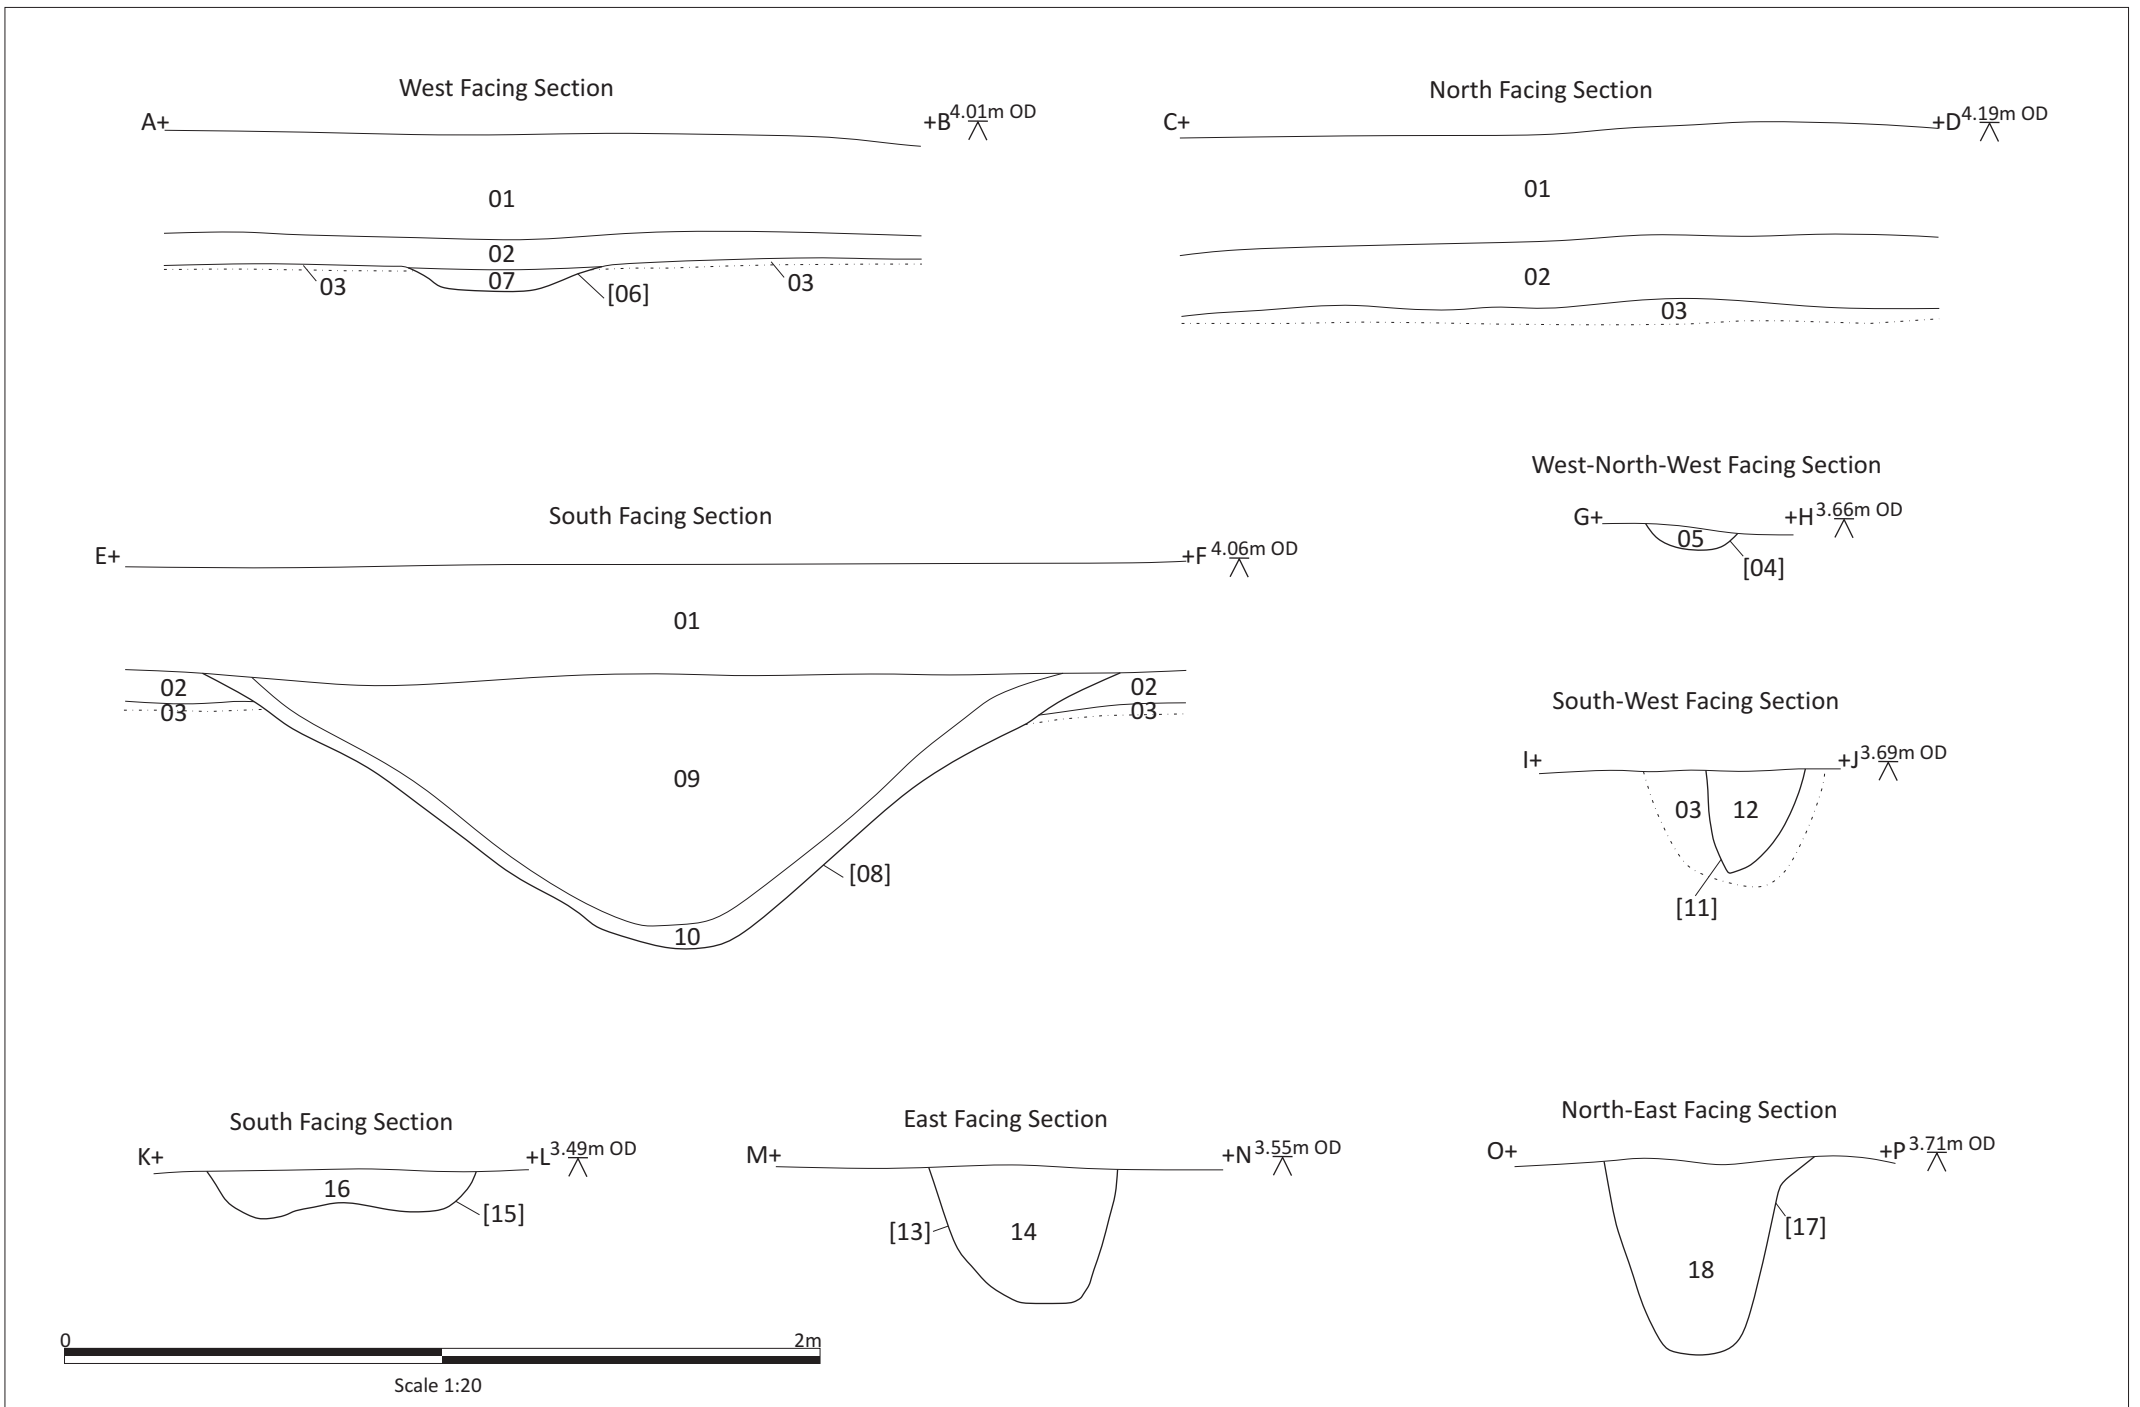 West Facing Section
A+ +B 4.01m OD
01
02
03 07 [06] 03
North Facing Section
C+ +D 4.19m OD
01
02
03
South Facing Section
E+ +F 4.06m OD
01
02 02
03 03
09
[08]
10
West-North-West Facing Section
G+ +H 3.66m OD
05
[04]
South-West Facing Section
I+ +J 3.69m OD
03 12
[11]
South Facing Section
K+ +L 3.49m OD
16
[15]
East Facing Section
M+ +N 3.55m OD
[13] 14
North-East Facing Section
O+ +P 3.71m OD
[17]
18
0 2m
Scale 1:20